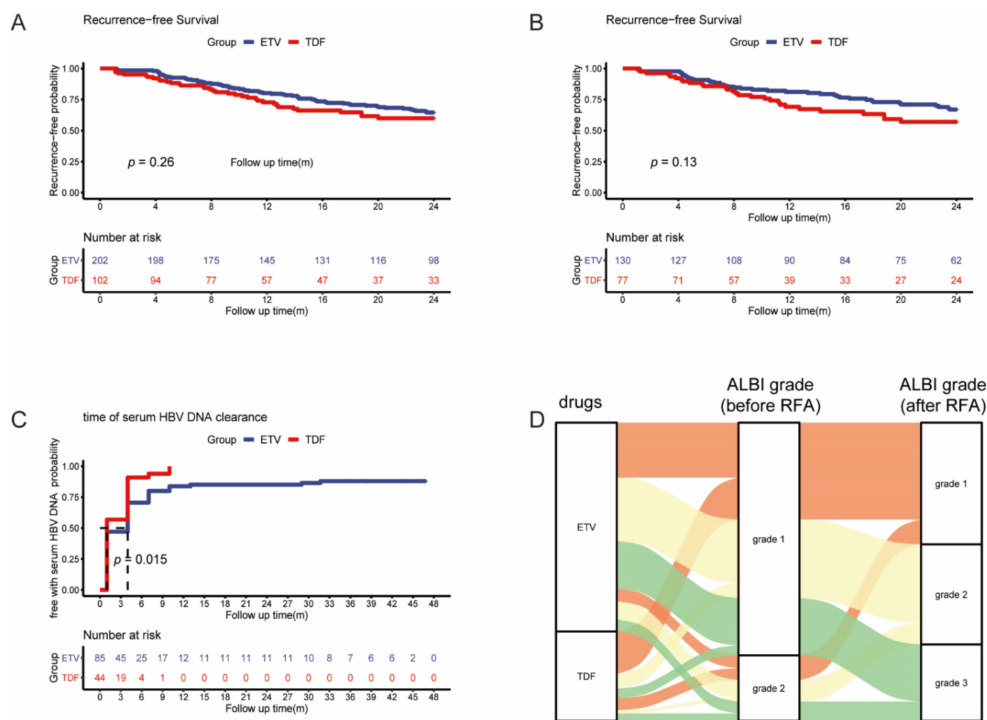 A
Recurrence-free Survival
Group ETV TDF
Recurrence-free probability
1.00
0.75
0.50
0.25
0.00
p = 0.26
Follow up time(m)
0 4 8 12 16 20 24
Follow up time(m)
Number at risk
Group
ETV 202 198 175 145 131 116 98
TDF 102 94 77 57 47 37 33
0 4 8 12 16 20 24
Follow up time(m)
B
Recurrence-free Survival
Group ETV TDF
Recurrence-free probability
1.00
0.75
0.50
0.25
0.00
p = 0.13
0 4 8 12 16 20 24
Follow up time(m)
Number at risk
Group
ETV 130 127 108 90 84 75 62
TDF 77 71 57 39 33 27 24
0 4 8 12 16 20 24
Follow up time(m)
C
time of serum HBV DNA clearance
Group ETV TDF
free with serum HBV DNA probability
1.00
0.75
0.50
0.25
0.00
p = 0.015
0 3 6 9 12 15 18 21 24 27 30 33 36 39 42 45 48
Follow up time(m)
Number at risk
Group
ETV 85 45 25 17 12 11 11 11 11 11 10 8 7 6 6 2 0
TDF 44 19 4 1 0 0 0 0 0 0 0 0 0 0 0 0 0
0 3 6 9 12 15 18 21 24 27 30 33 36 39 42 45 48
Follow up time(m)
D
drugs
ALBI grade
(before RFA)
ALBI grade
(after RFA)
ETV
TDF
grade 1
grade 2
grade 1
grade 2
grade 3